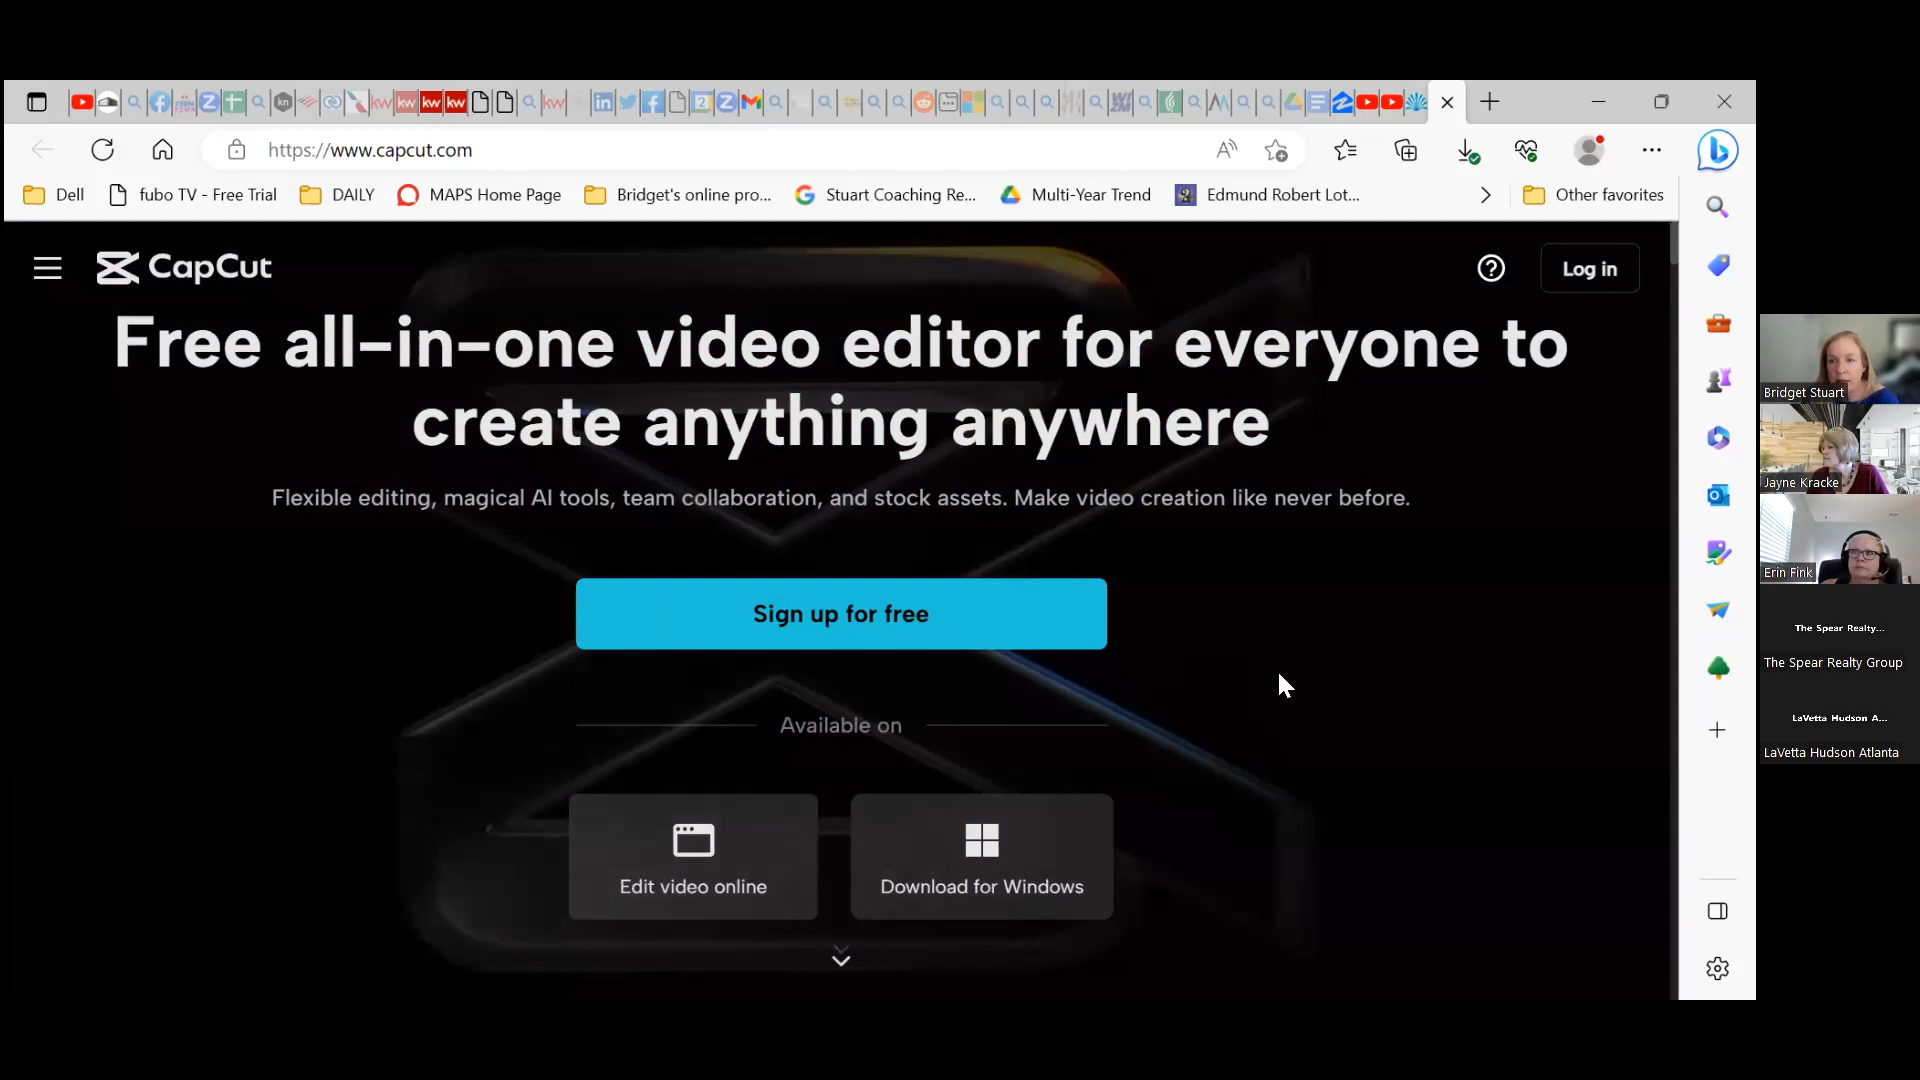 https://www.capcut.com
Dell
fubo TV - Free Trial
DAILY
MAPS Home Page
Bridget's online pro...
Stuart Coaching Re...
Multi-Year Trend
Edmund Robert Lot...
Other favorites
CapCut
Log in
Free all-in-one video editor for everyone to
create anything anywhere
Flexible editing, magical AI tools, team collaboration, and stock assets. Make video creation like never before.
Sign up for free
Available on
Edit video online
Download for Windows
Bridget Stuart
Jayne Kracke
Erin Fink
The Spear Realty...
The Spear Realty Group
LaVetta Hudson A...
LaVetta Hudson Atlanta